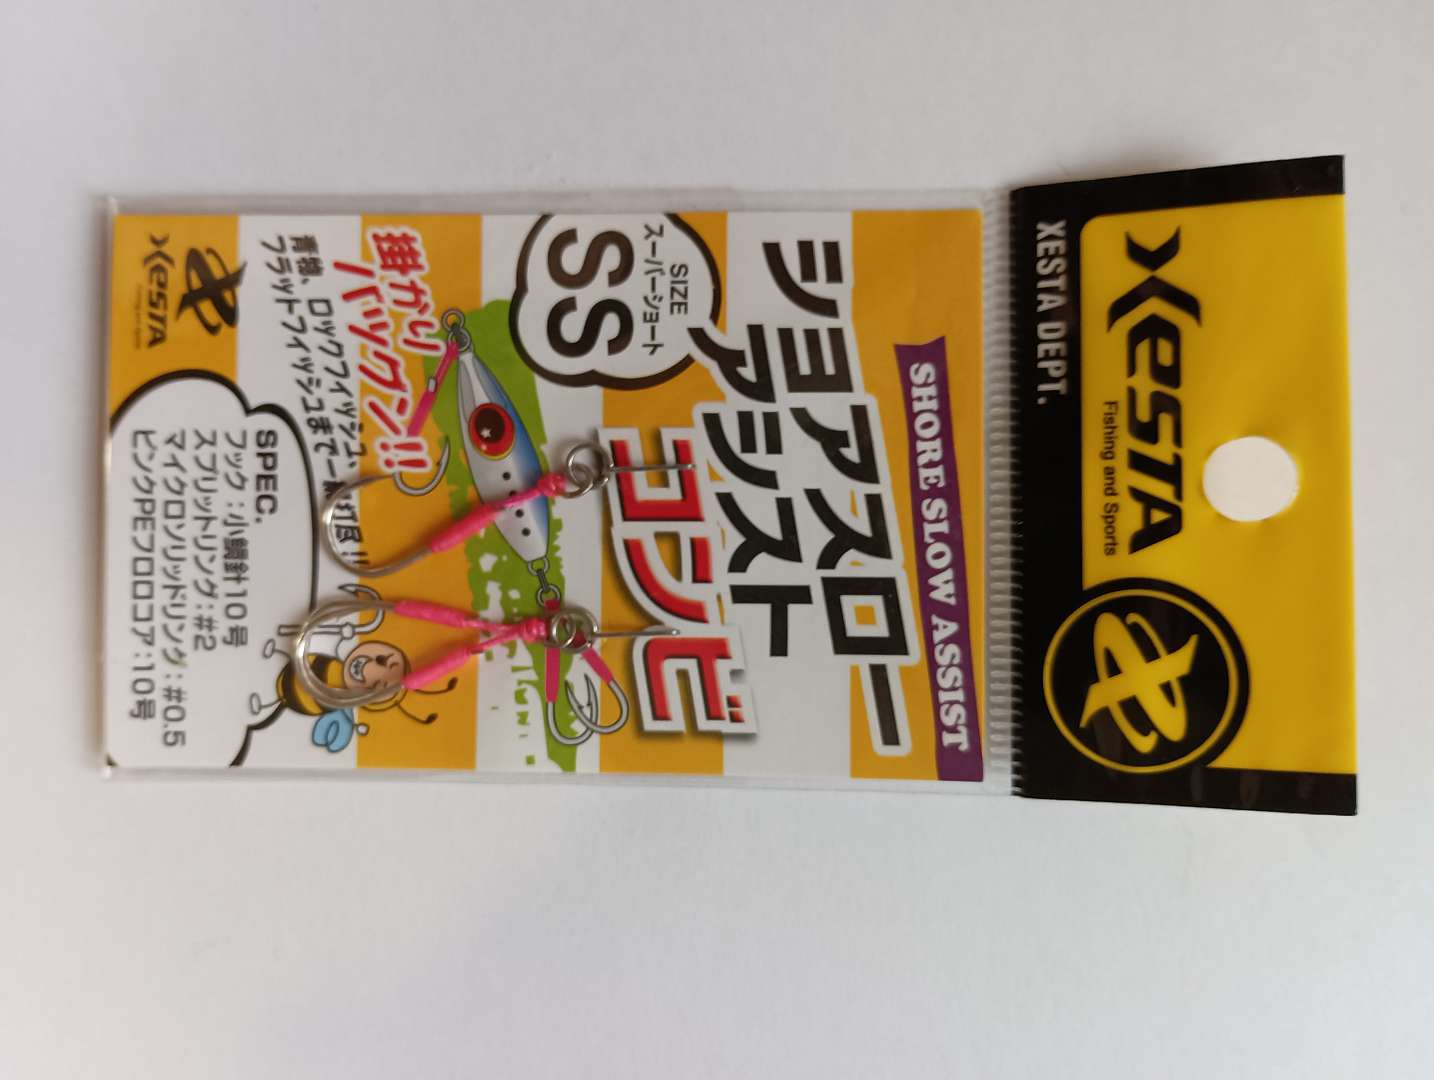 XESTA DEPT.
XESTA
Fishing and Sports
SHORE SLOW ASSIST
ショアスロー
アシスト
コンビ
SIZE
スーパーショート
SS
掛かり
バックン!!
青物、ロックフィッシュ、
フラットフィッシュまで
SPEC.
フック：小鯛針10号
スプリットリング：#2
マイクロソリッドリング：#0.5
ピンクPEフロロコア：10号
XESTA